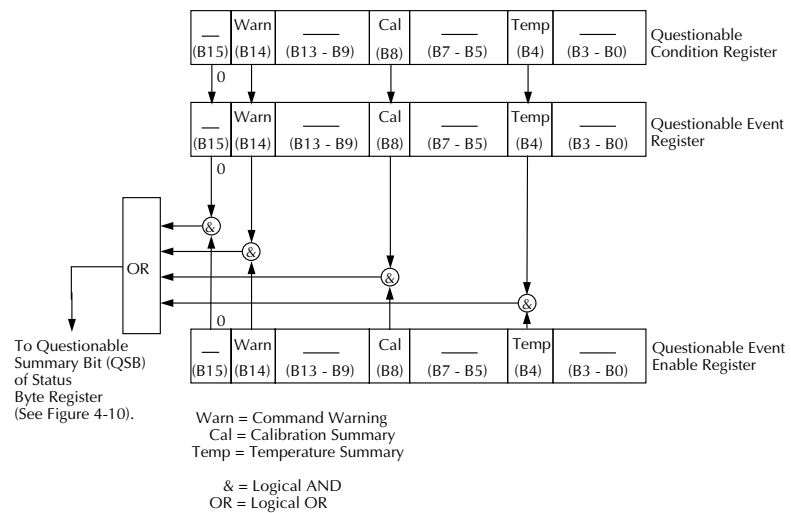 Warn Cal Temp
(B15) (B14) (B13 - B9) (B8) (B7 - B5) (B4) (B3 - B0)
Questionable
Condition Register
0
Warn Cal Temp
(B15) (B14) (B13 - B9) (B8) (B7 - B5) (B4) (B3 - B0)
Questionable Event
Register
0
&
&
OR
&
&
0
To Questionable
Summary Bit (QSB)
of Status
Byte Register
(See Figure 4-10).
Warn Cal Temp
(B15) (B14) (B13 - B9) (B8) (B7 - B5) (B4) (B3 - B0)
Questionable Event
Enable Register
Warn = Command Warning
Cal = Calibration Summary
Temp = Temperature Summary
& = Logical AND
OR = Logical OR